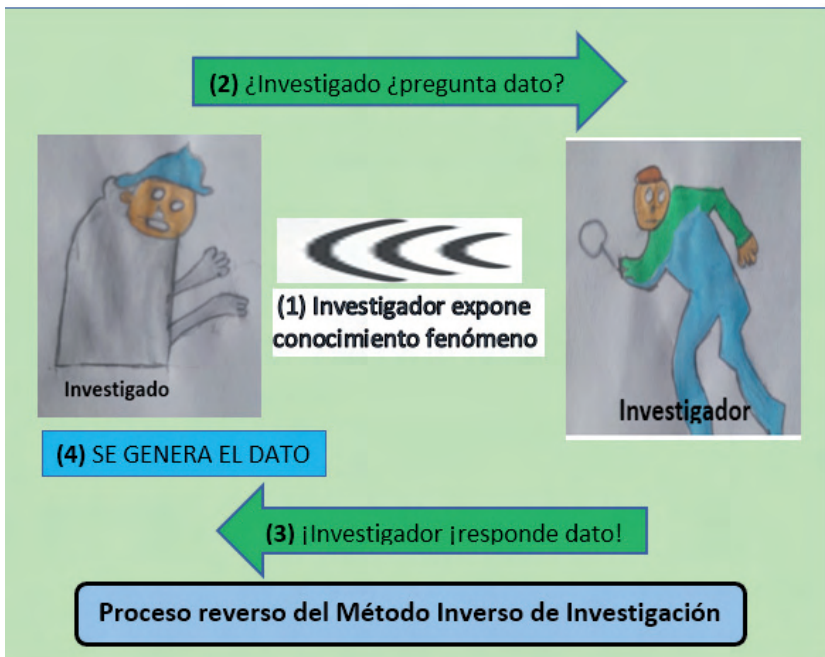 (2) ¿Investigado ¿pregunta dato?
(1) Investigador expone
conocimiento fenómeno
Investigado
Investigador
(4) SE GENERA EL DATO
(3) ¡Investigador ¡responde dato!
Proceso reverso del Método Inverso de Investigación